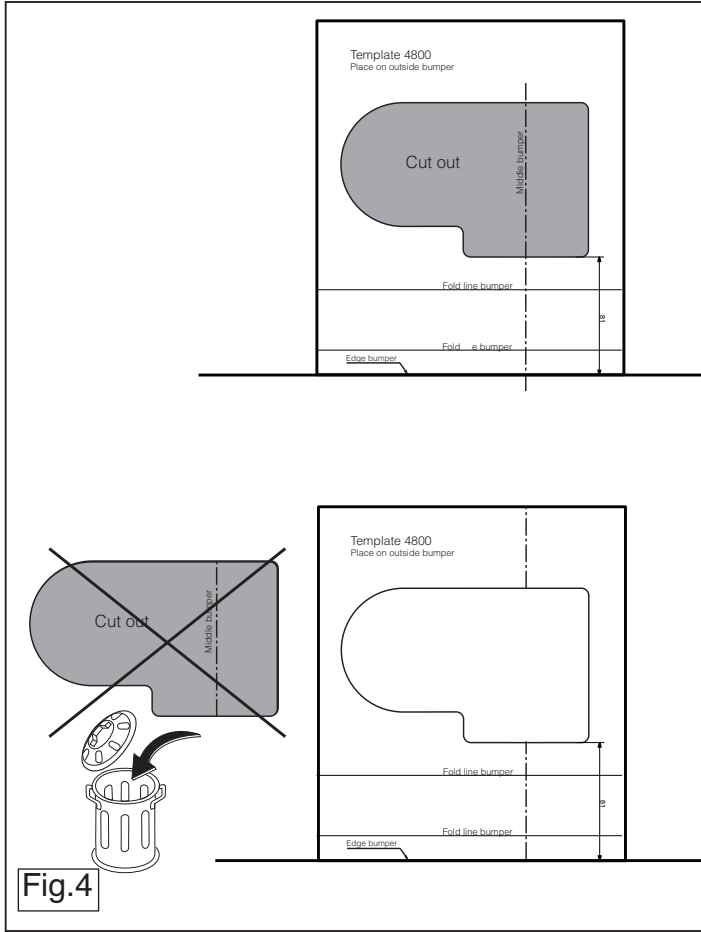 Template 4800
Place on outside bumper
Cut out
Middle bumper
Fold line bumper
81
Fold e bumper
Edge bumper
Template 4800
Place on outside bumper
Cut out
Middle bumper
Fold line bumper
81
Fold line bumper
Edge bumper
Fig.4